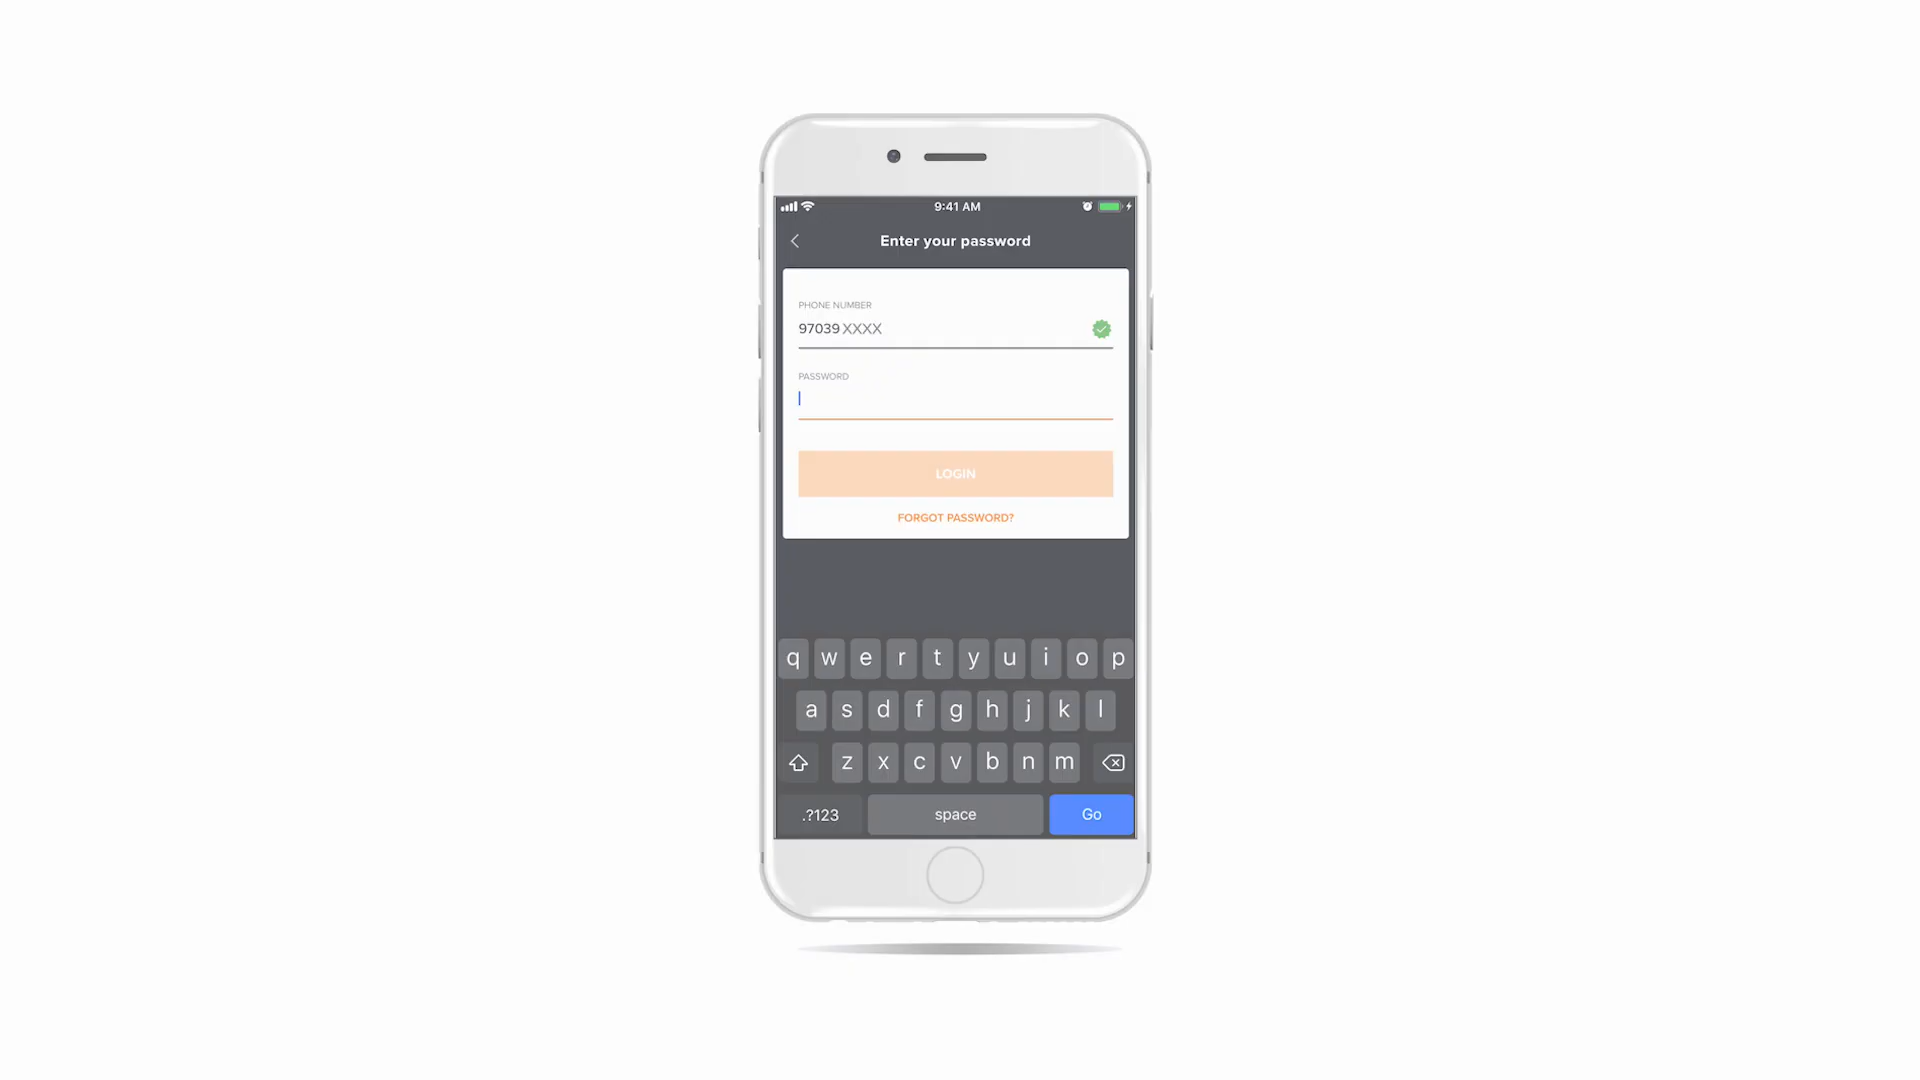 9:41 AM
Enter your password
PHONE NUMBER
97039 XXXX
PASSWORD
LOGIN
FORGOT PASSWORD?
q w e r t y u i o p
a s d f g h j k l
z x c v b n m
.?123 space Go